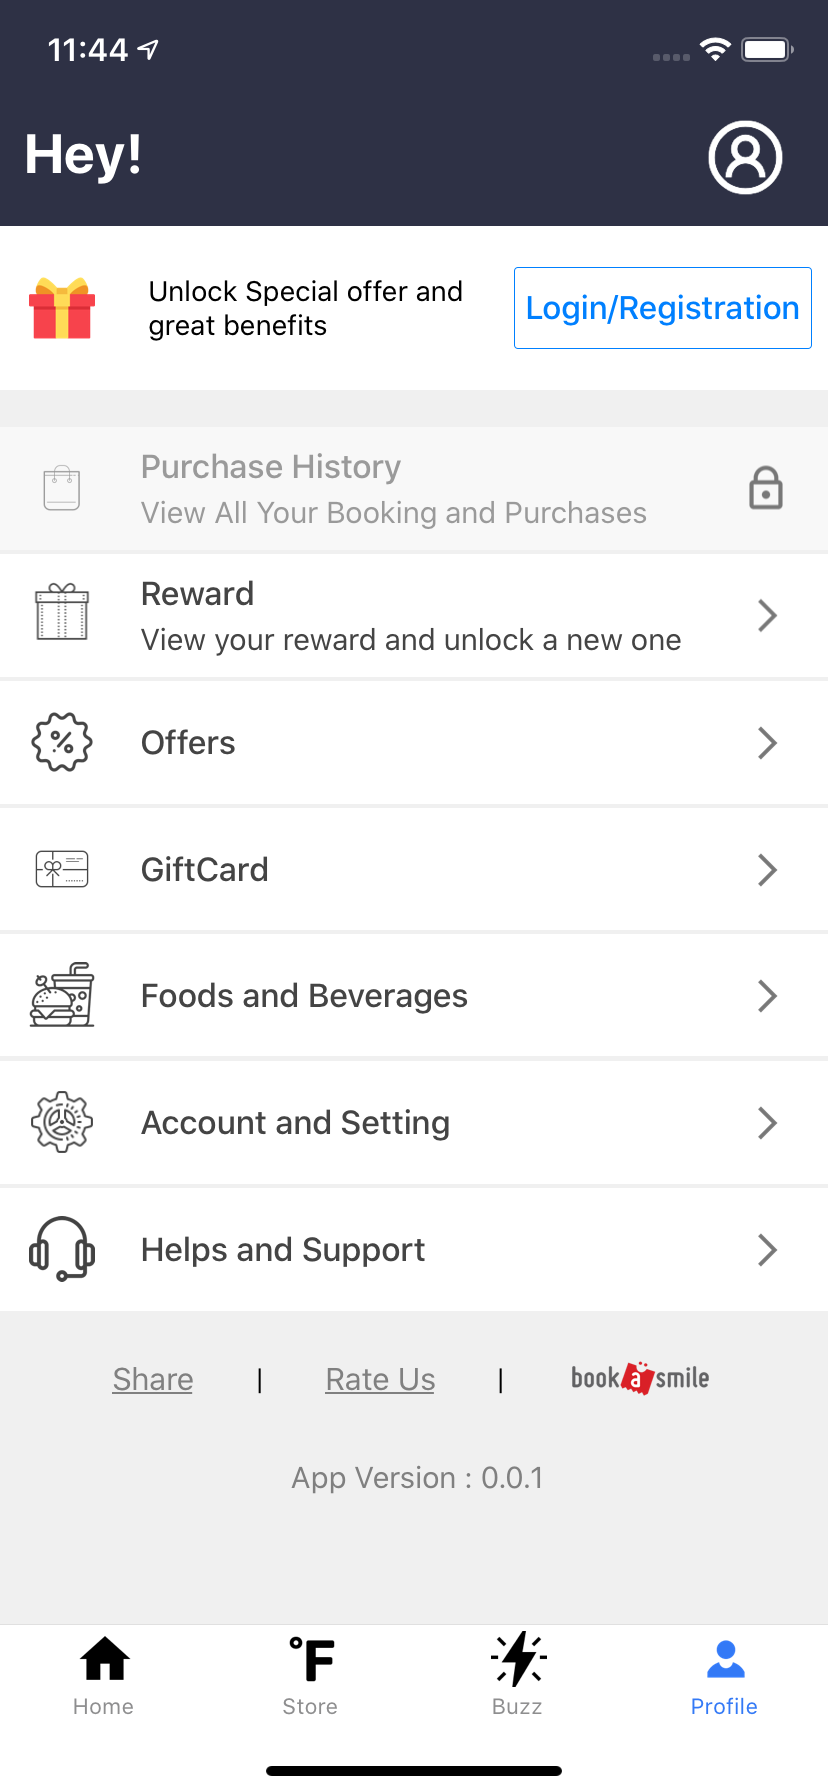 11:44
Hey!
Unlock Special offer and
great benefits
Login/Registration
Purchase History
View All Your Booking and Purchases
Reward
View your reward and unlock a new one
Offers
GiftCard
Foods and Beverages
Account and Setting
Helps and Support
Share | Rate Us | bookasmile
App Version : 0.0.1
°F
Home Store Buzz Profile